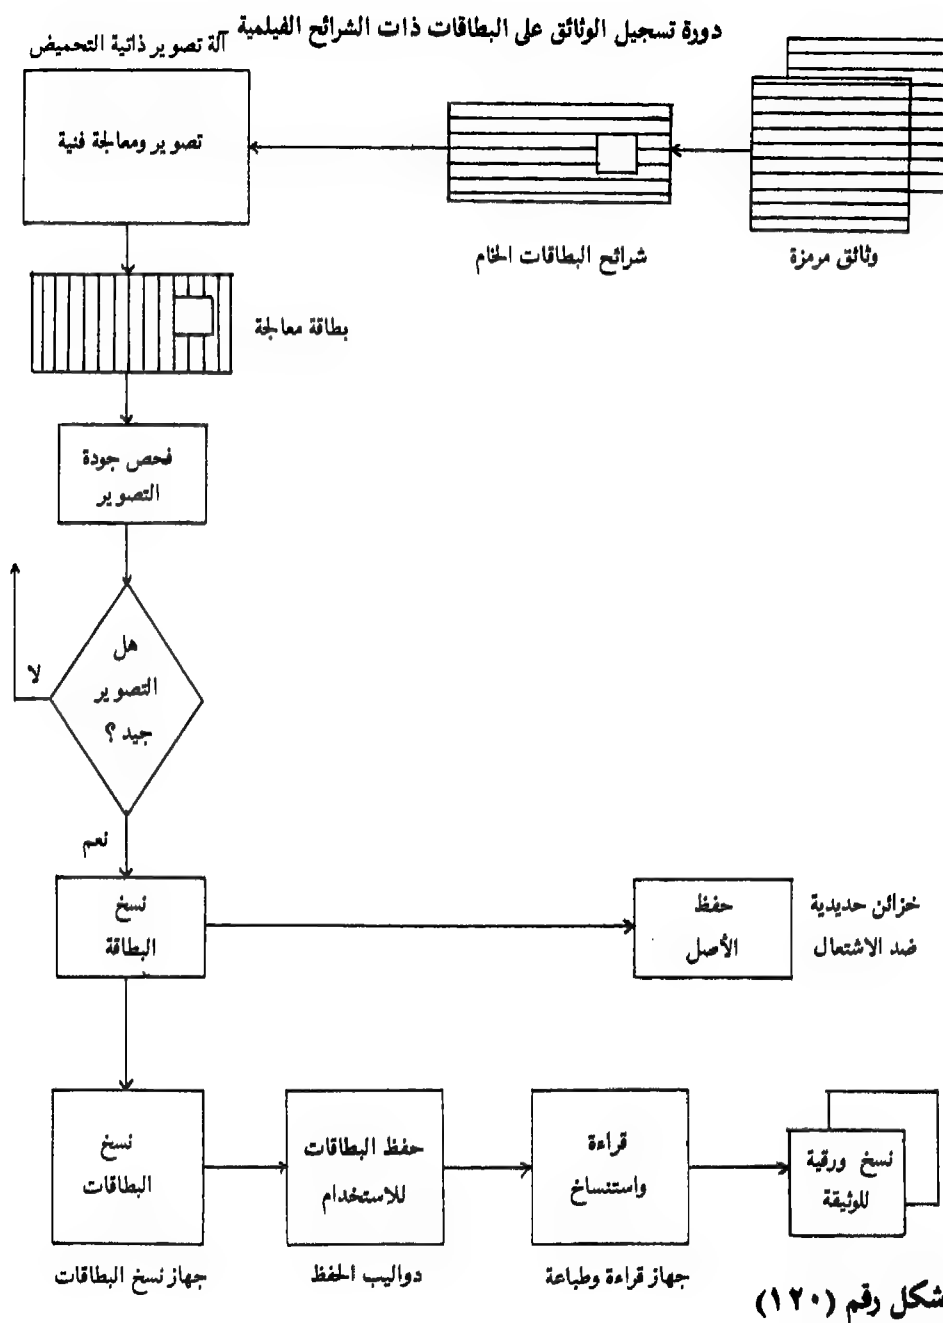 دورة تسجيل الوثائق على البطاقات ذات الشرائح الفيلمية
آلة تصوير ذاتية التحميض
تصوير ومعالجة فنية
شرائح البطاقات الخام
وثائق مرمزة
بطاقة معالجة
فحص جودة
التصوير
هل
التصوير
جيد ؟
لا
نعم
نسخ
البطاقة
حفظ
الأصل
خزائن حديدية
ضد الاشتعال
نسخ
البطاقات
حفظ البطاقات
للاستخدام
قراءة
واستنساخ
نسخ ورقية
للوثيقة
جهاز نسخ البطاقات
دواليب الحفظ
جهاز قراءة وطباعة
شكل رقم (١٢٠)